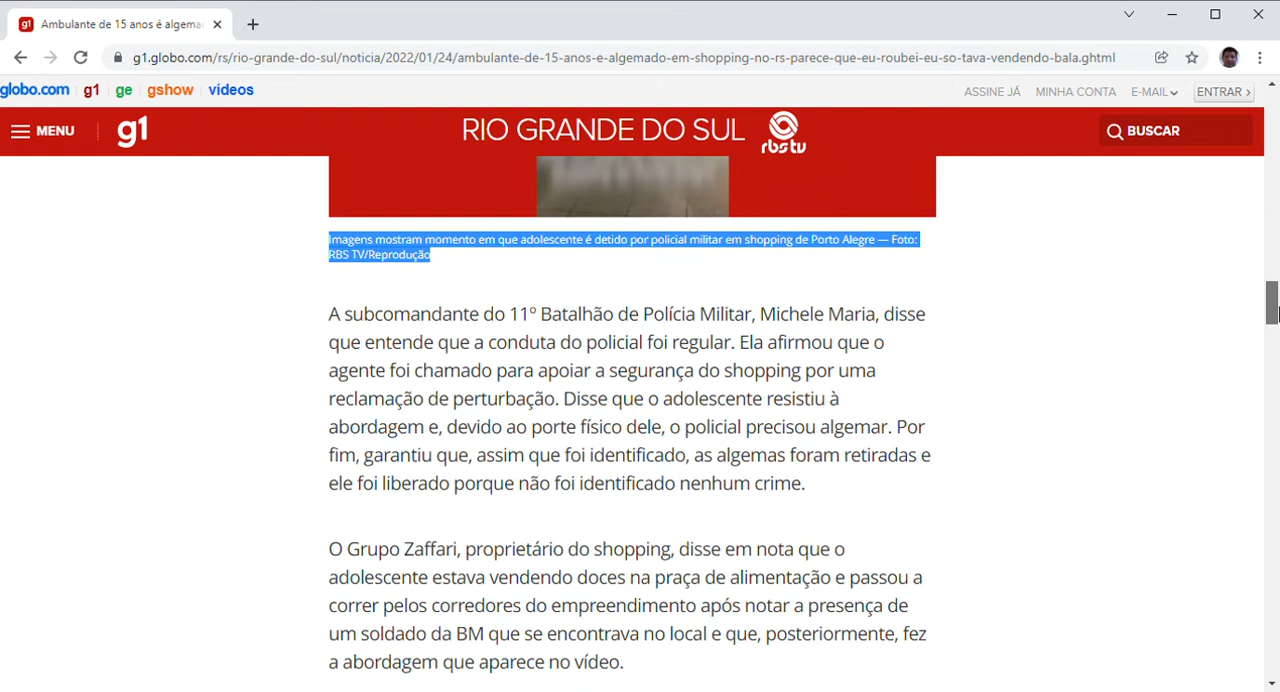 Ambulante de 15 anos é algema
g1.globo.com/rs/rio-grande-do-sul/noticia/2022/01/24/ambulante-de-15-anos-e-algemado-em-shopping-no-rs-parece-que-eu-roubei-eu-so-tava-vendendo-bala.ghtml
globo.com g1 ge gshow vídeos ASSINE JÁ MINHA CONTA E-MAIL ENTRAR ›
MENU g1 RIO GRANDE DO SUL rbs tv BUSCAR
Imagens mostram momento em que adolescente é detido por policial militar em shopping de Porto Alegre — Foto:
RBS TV/Reprodução
A subcomandante do 11º Batalhão de Polícia Militar, Michele Maria, disse
que entende que a conduta do policial foi regular. Ela afirmou que o
agente foi chamado para apoiar a segurança do shopping por uma
reclamação de perturbação. Disse que o adolescente resistiu à
abordagem e, devido ao porte físico dele, o policial precisou algemar. Por
fim, garantiu que, assim que foi identificado, as algemas foram retiradas e
ele foi liberado porque não foi identificado nenhum crime.
O Grupo Zaffari, proprietário do shopping, disse em nota que o
adolescente estava vendendo doces na praça de alimentação e passou a
correr pelos corredores do empreendimento após notar a presença de
um soldado da BM que se encontrava no local e que, posteriormente, fez
a abordagem que aparece no vídeo.